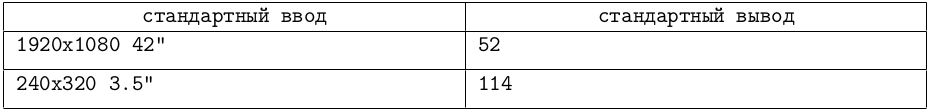 стандартный ввод стандартный вывод
1920x1080 42" 52
240x320 3.5" 114